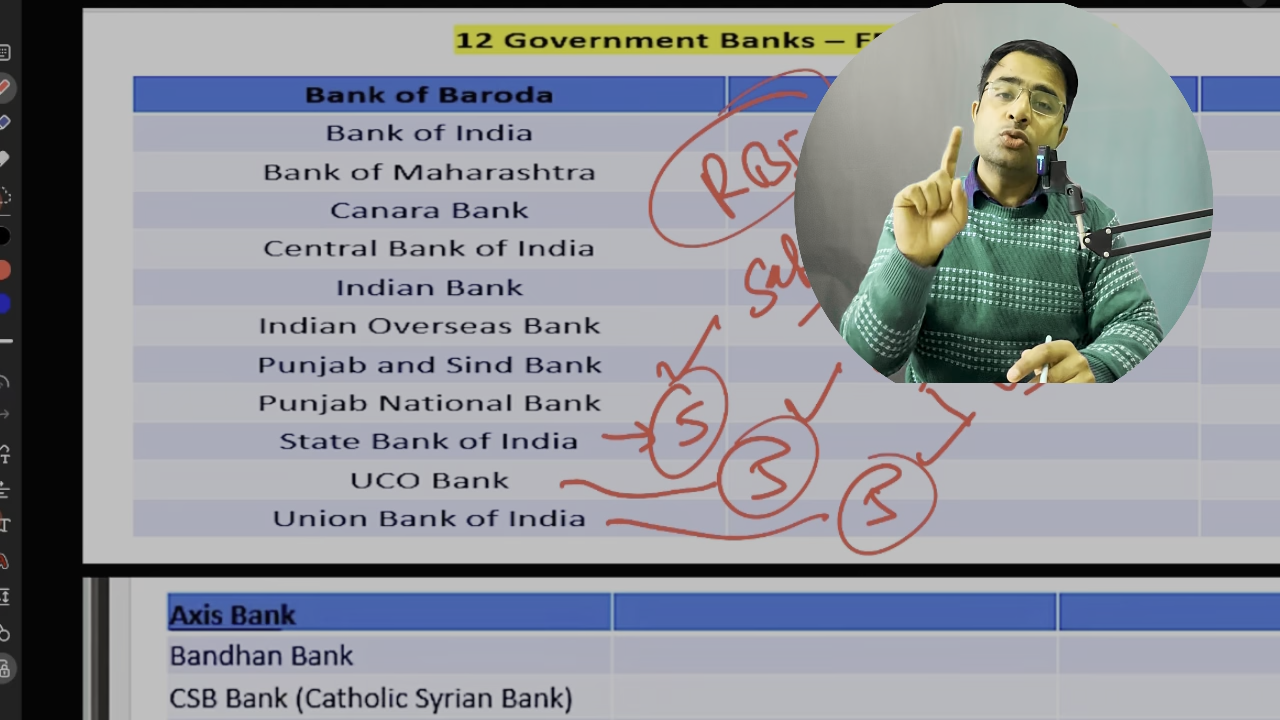 12 Government Banks –
Bank of Baroda
Bank of India
Bank of Maharashtra
RBI
Canara Bank
Central Bank of India
Indian Bank
Indian Overseas Bank
Punjab and Sind Bank
Punjab National Bank
State Bank of India
S
UCO Bank
B
Union Bank of India
B
Axis Bank
Bandhan Bank
CSB Bank (Catholic Syrian Bank)